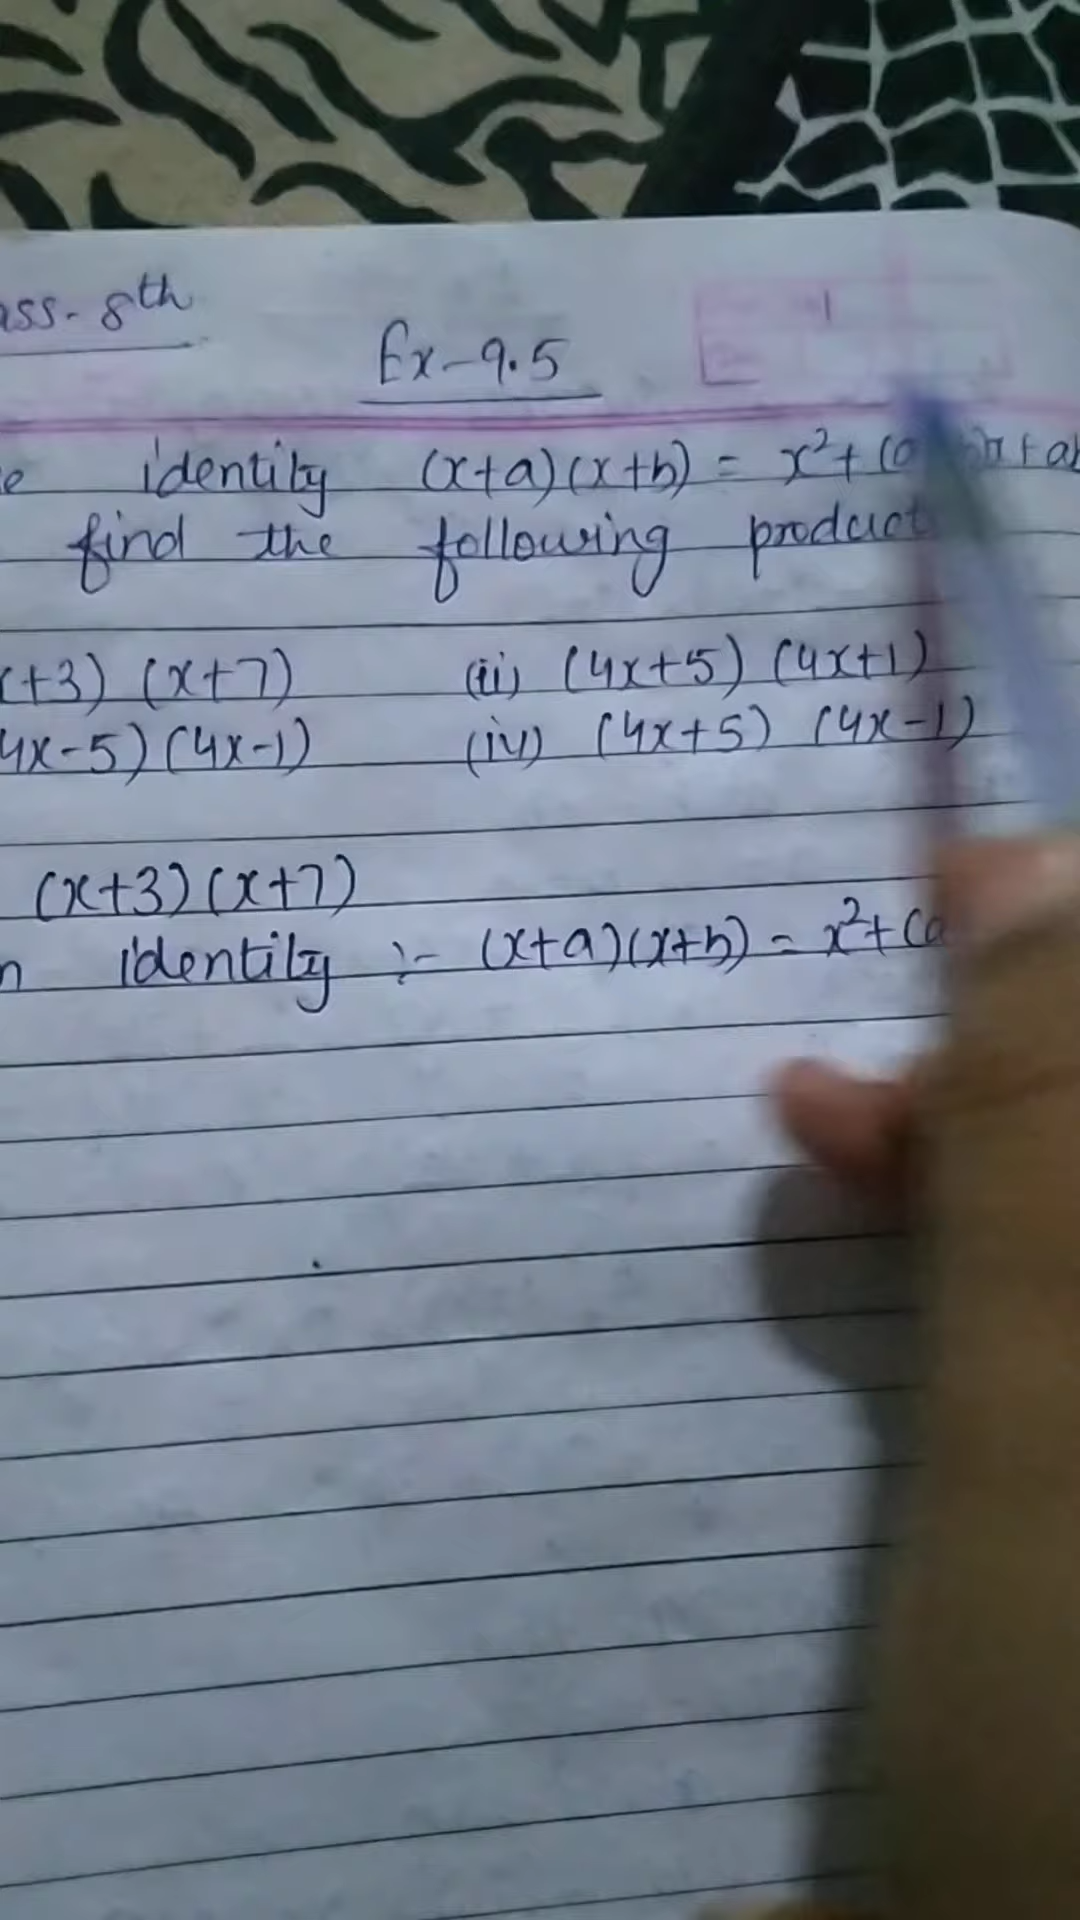 ass- 8th
Ex-9.5
e identity (x+a)(x+b) = x²+(a b)x+ab
find the following product
x+3) (x+7) (ii) (4x+5) (4x+1)
4x-5) (4x-1) (iv) (4x+5) (4x-1)
(x+3)(x+7)
n identity :- (x+a)(x+b) = x²+(a